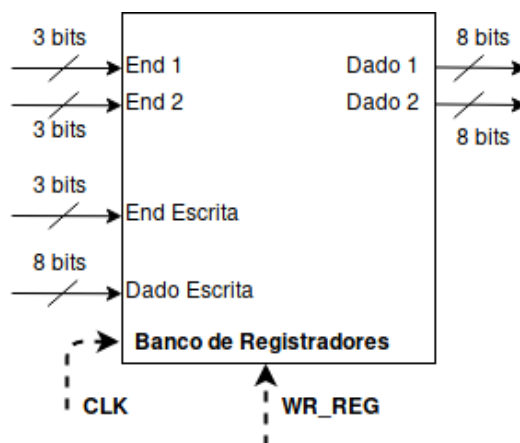 3 bits
End 1
Dado 1
8 bits
End 2
Dado 2
3 bits
8 bits
3 bits
End Escrita
8 bits
Dado Escrita
Banco de Registradores
CLK
WR_REG